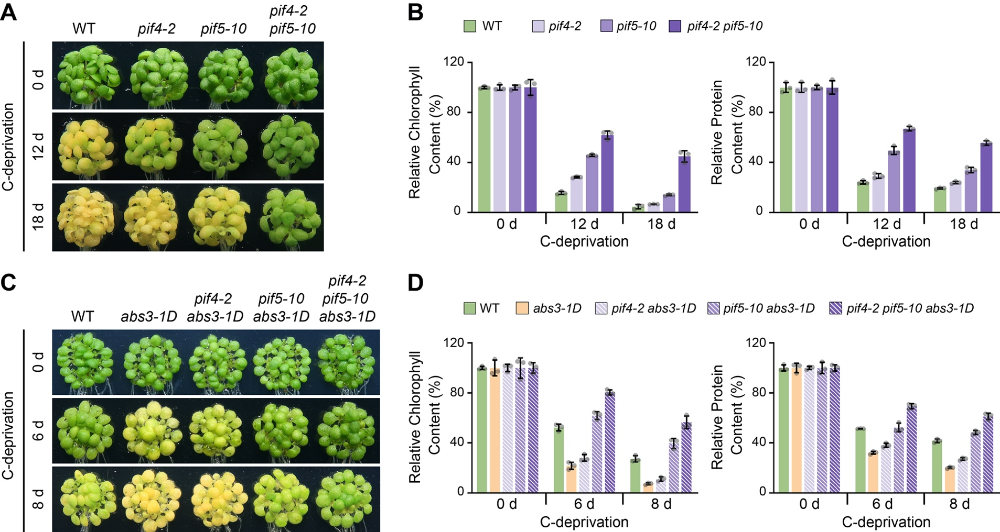 A
WT
pif4-2
pif5-10
pif4-2
pif5-10
C-deprivation
0 d
12 d
18 d
B
WT
pif4-2
pif5-10
pif4-2 pif5-10
Relative Chlorophyll
Content (%)
120
80
40
0
0 d
12 d
18 d
C-deprivation
Relative Protein
Content (%)
120
80
40
0
0 d
12 d
18 d
C-deprivation
C
WT
abs3-1D
pif4-2
abs3-1D
pif5-10
abs3-1D
pif4-2
pif5-10
abs3-1D
C-deprivation
0 d
6 d
8 d
D
WT
abs3-1D
pif4-2 abs3-1D
pif5-10 abs3-1D
pif4-2 pif5-10 abs3-1D
Relative Chlorophyll
Content (%)
120
80
40
0
0 d
6 d
8 d
C-deprivation
Relative Protein
Content (%)
120
80
40
0
0 d
6 d
8 d
C-deprivation